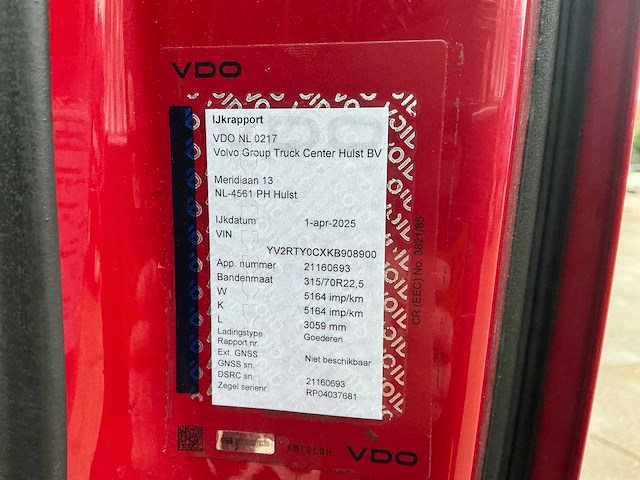 VDO
IJkrapport
VDO NL 0217
Volvo Group Truck Center Hulst BV
Meridiaan 13
NL-4561 PH Hulst
IJkdatum 1-apr-2025
VIN
YV2RTY0CXKB908900
App. nummer 21160693
Bandenmaat 315/70R22,5
W 5164 imp/km
K 5164 imp/km
L 3059 mm
Ladingstype Goederen
Rapport nr.
Ext. GNSS Niet beschikbaar
GNSS sn.
DSRC sn. 21160693
Zegel serienr. RP04037681
CR (EEC) No. 3821/85
VDO